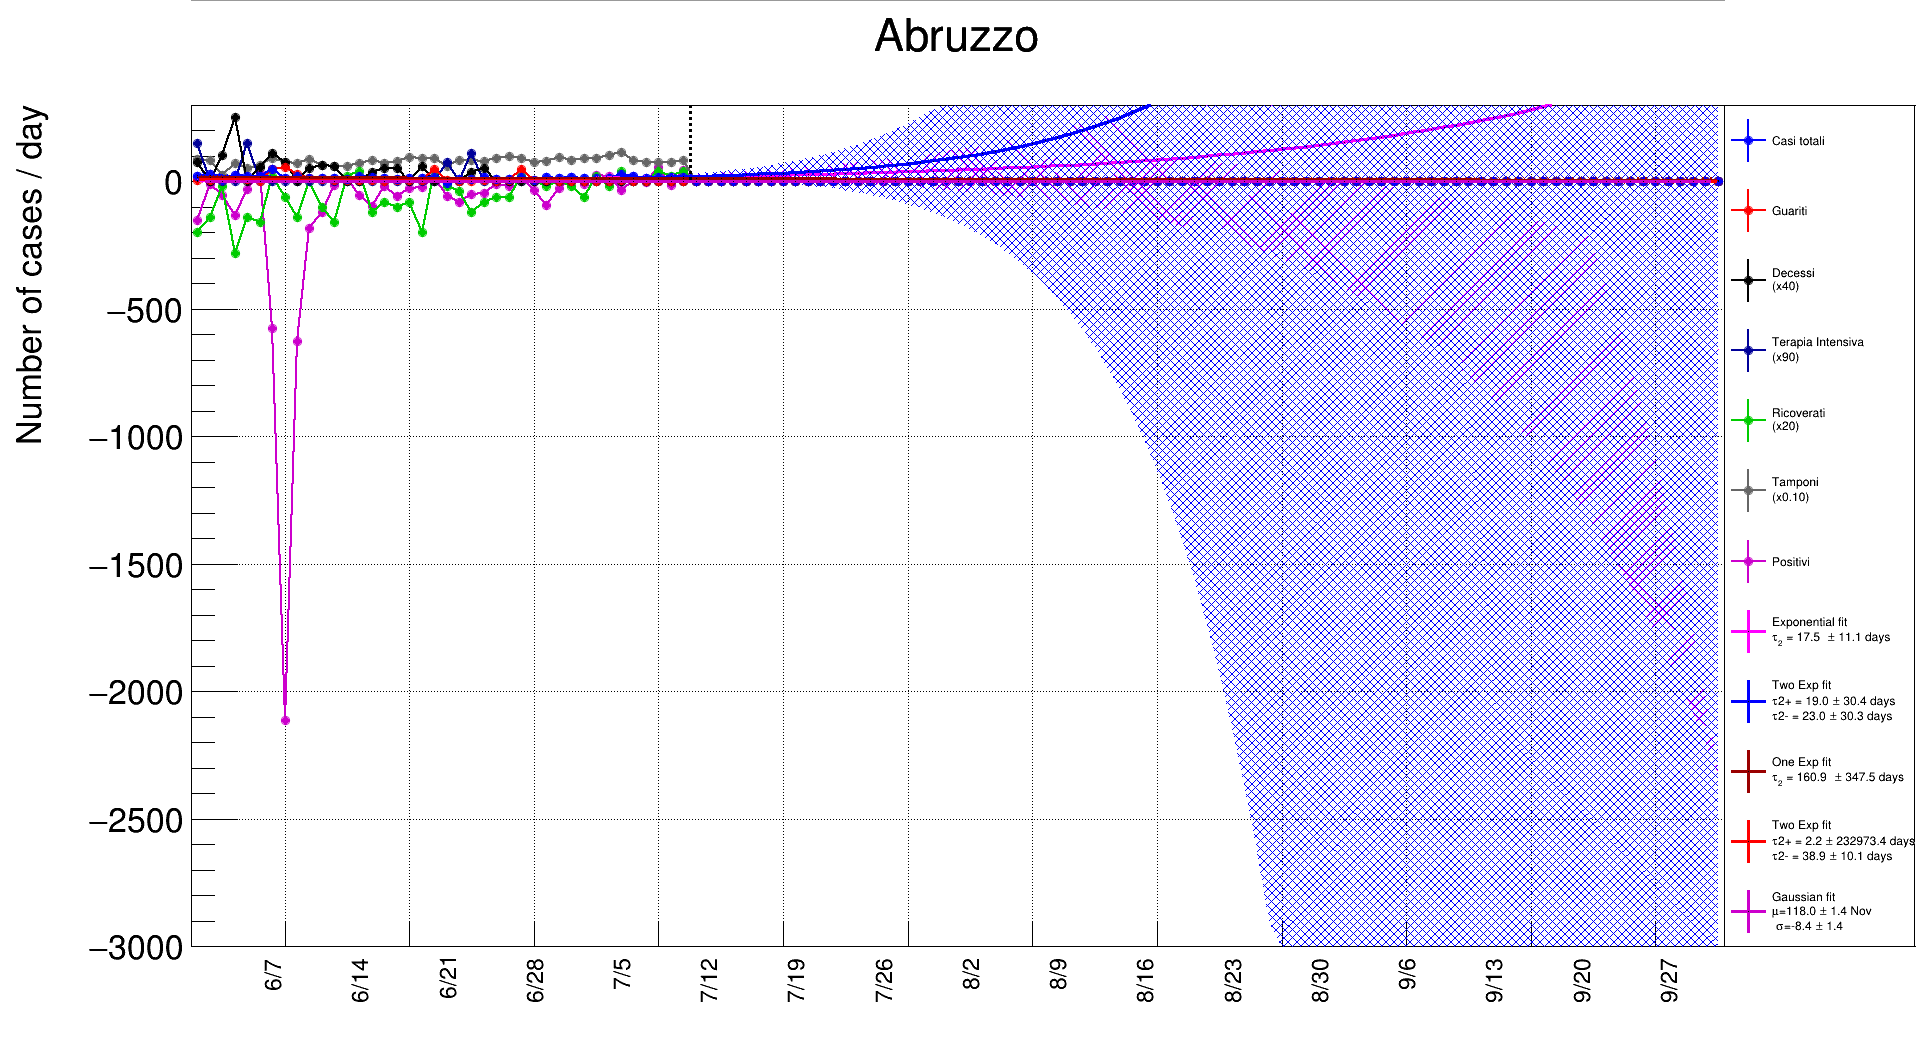 Abruzzo
Number of cases / day
0
−500
−1000
−1500
−2000
−2500
−3000
6/7
6/14
6/21
6/28
7/5
7/12
7/19
7/26
8/2
8/9
8/16
8/23
8/30
9/6
9/13
9/20
9/27
Casi totali
Guariti
Decessi
(x40)
Terapia Intensiva
(x90)
Ricoverati
(x20)
Tamponi
(x0.10)
Positivi
Exponential fit
τ2 = 17.5 ± 11.1 days
Two Exp fit
τ2+ = 19.0 ± 30.4 days
τ2- = 23.0 ± 30.3 days
One Exp fit
τ2 = 160.9 ± 347.5 days
Two Exp fit
τ2+ = 2.2 ± 232973.4 days
τ2- = 38.9 ± 10.1 days
Gaussian fit
μ=118.0 ± 1.4 Nov
σ=-8.4 ± 1.4